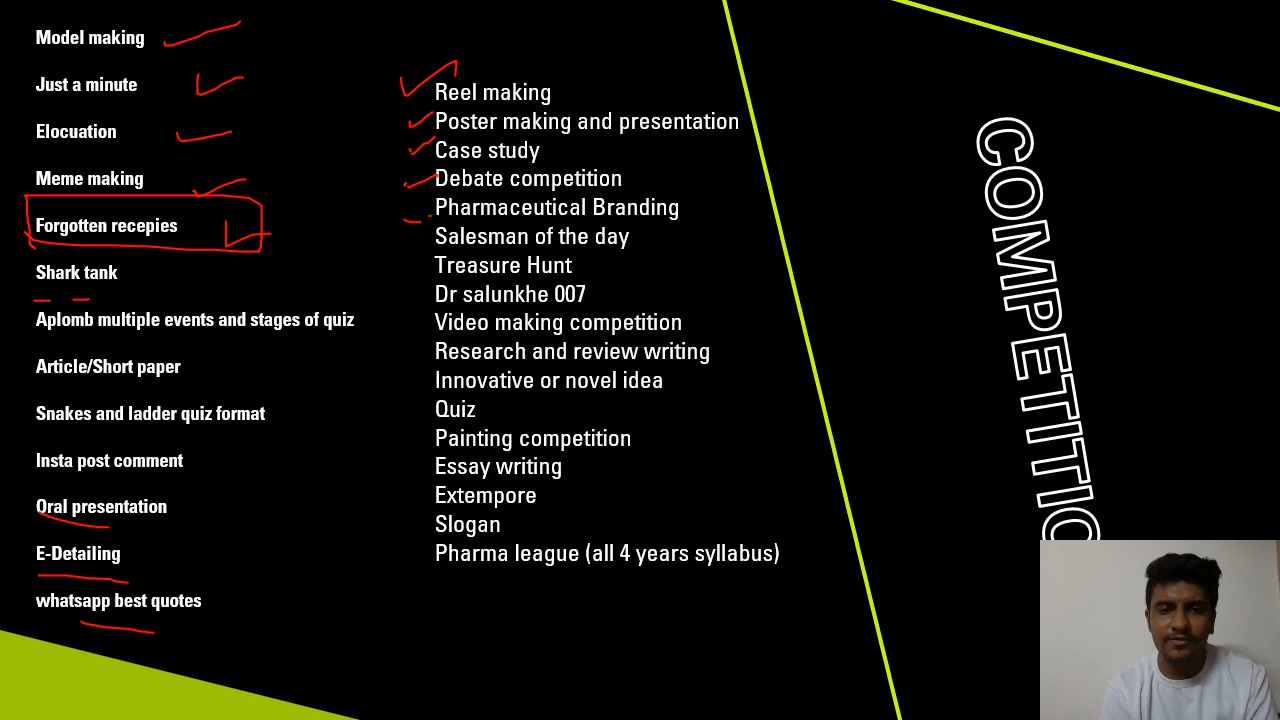 Model making
Just a minute
Elocuation
Meme making
Forgotten recepies
Shark tank
Aplomb multiple events and stages of quiz
Article/Short paper
Snakes and ladder quiz format
Insta post comment
Oral presentation
E-Detailing
whatsapp best quotes
Reel making
Poster making and presentation
Case study
Debate competition
Pharmaceutical Branding
Salesman of the day
Treasure Hunt
Dr salunkhe 007
Video making competition
Research and review writing
Innovative or novel idea
Quiz
Painting competition
Essay writing
Extempore
Slogan
Pharma league (all 4 years syllabus)
COMPETITIO